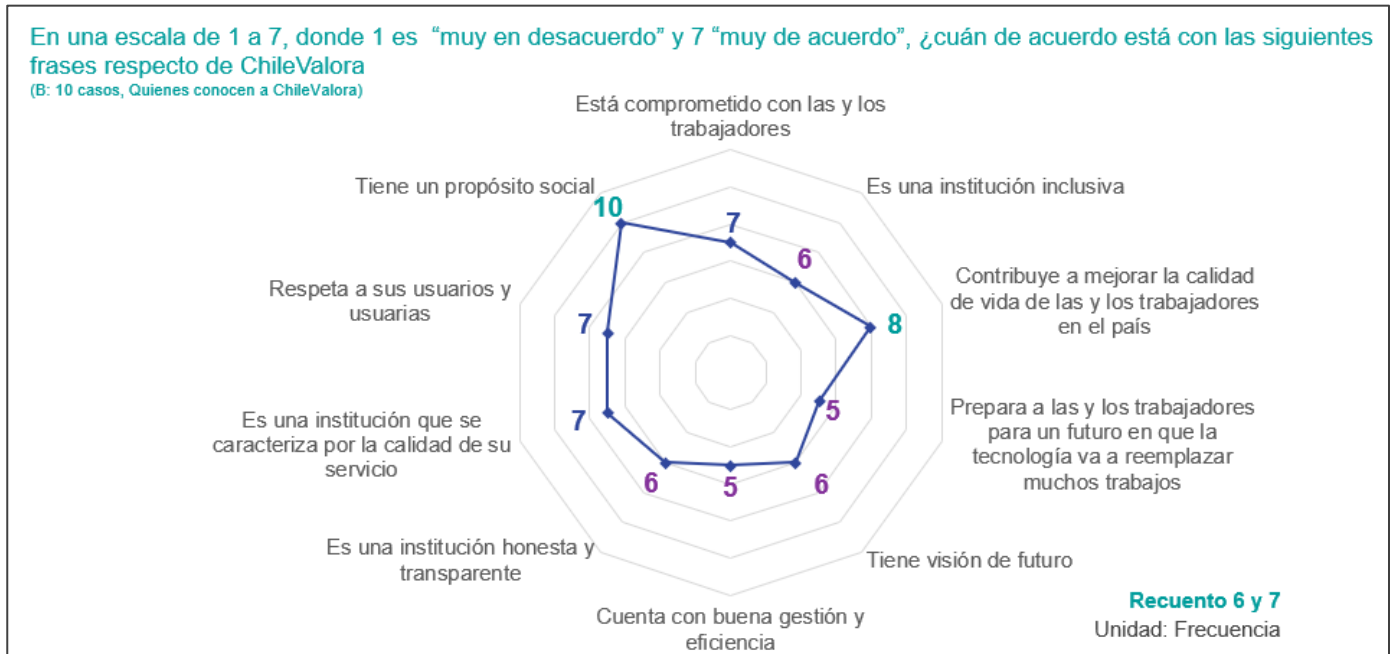 En una escala de 1 a 7, donde 1 es “muy en desacuerdo” y 7 “muy de acuerdo”, ¿cuán de acuerdo está con las siguientes
frases respecto de ChileValora
(B: 10 casos, Quienes conocen a ChileValora)
Está comprometido con las y los
trabajadores
Tiene un propósito social
Es una institución inclusiva
10
7
6
Respeta a sus usuarios y
usuarias
Contribuye a mejorar la calidad
de vida de las y los trabajadores
en el país
7
8
Es una institución que se
caracteriza por la calidad de su
servicio
Prepara a las y los trabajadores
para un futuro en que la
tecnología va a reemplazar
muchos trabajos
7
5
6
5
6
Es una institución honesta y
transparente
Tiene visión de futuro
Cuenta con buena gestión y
eficiencia
Recuento 6 y 7
Unidad: Frecuencia